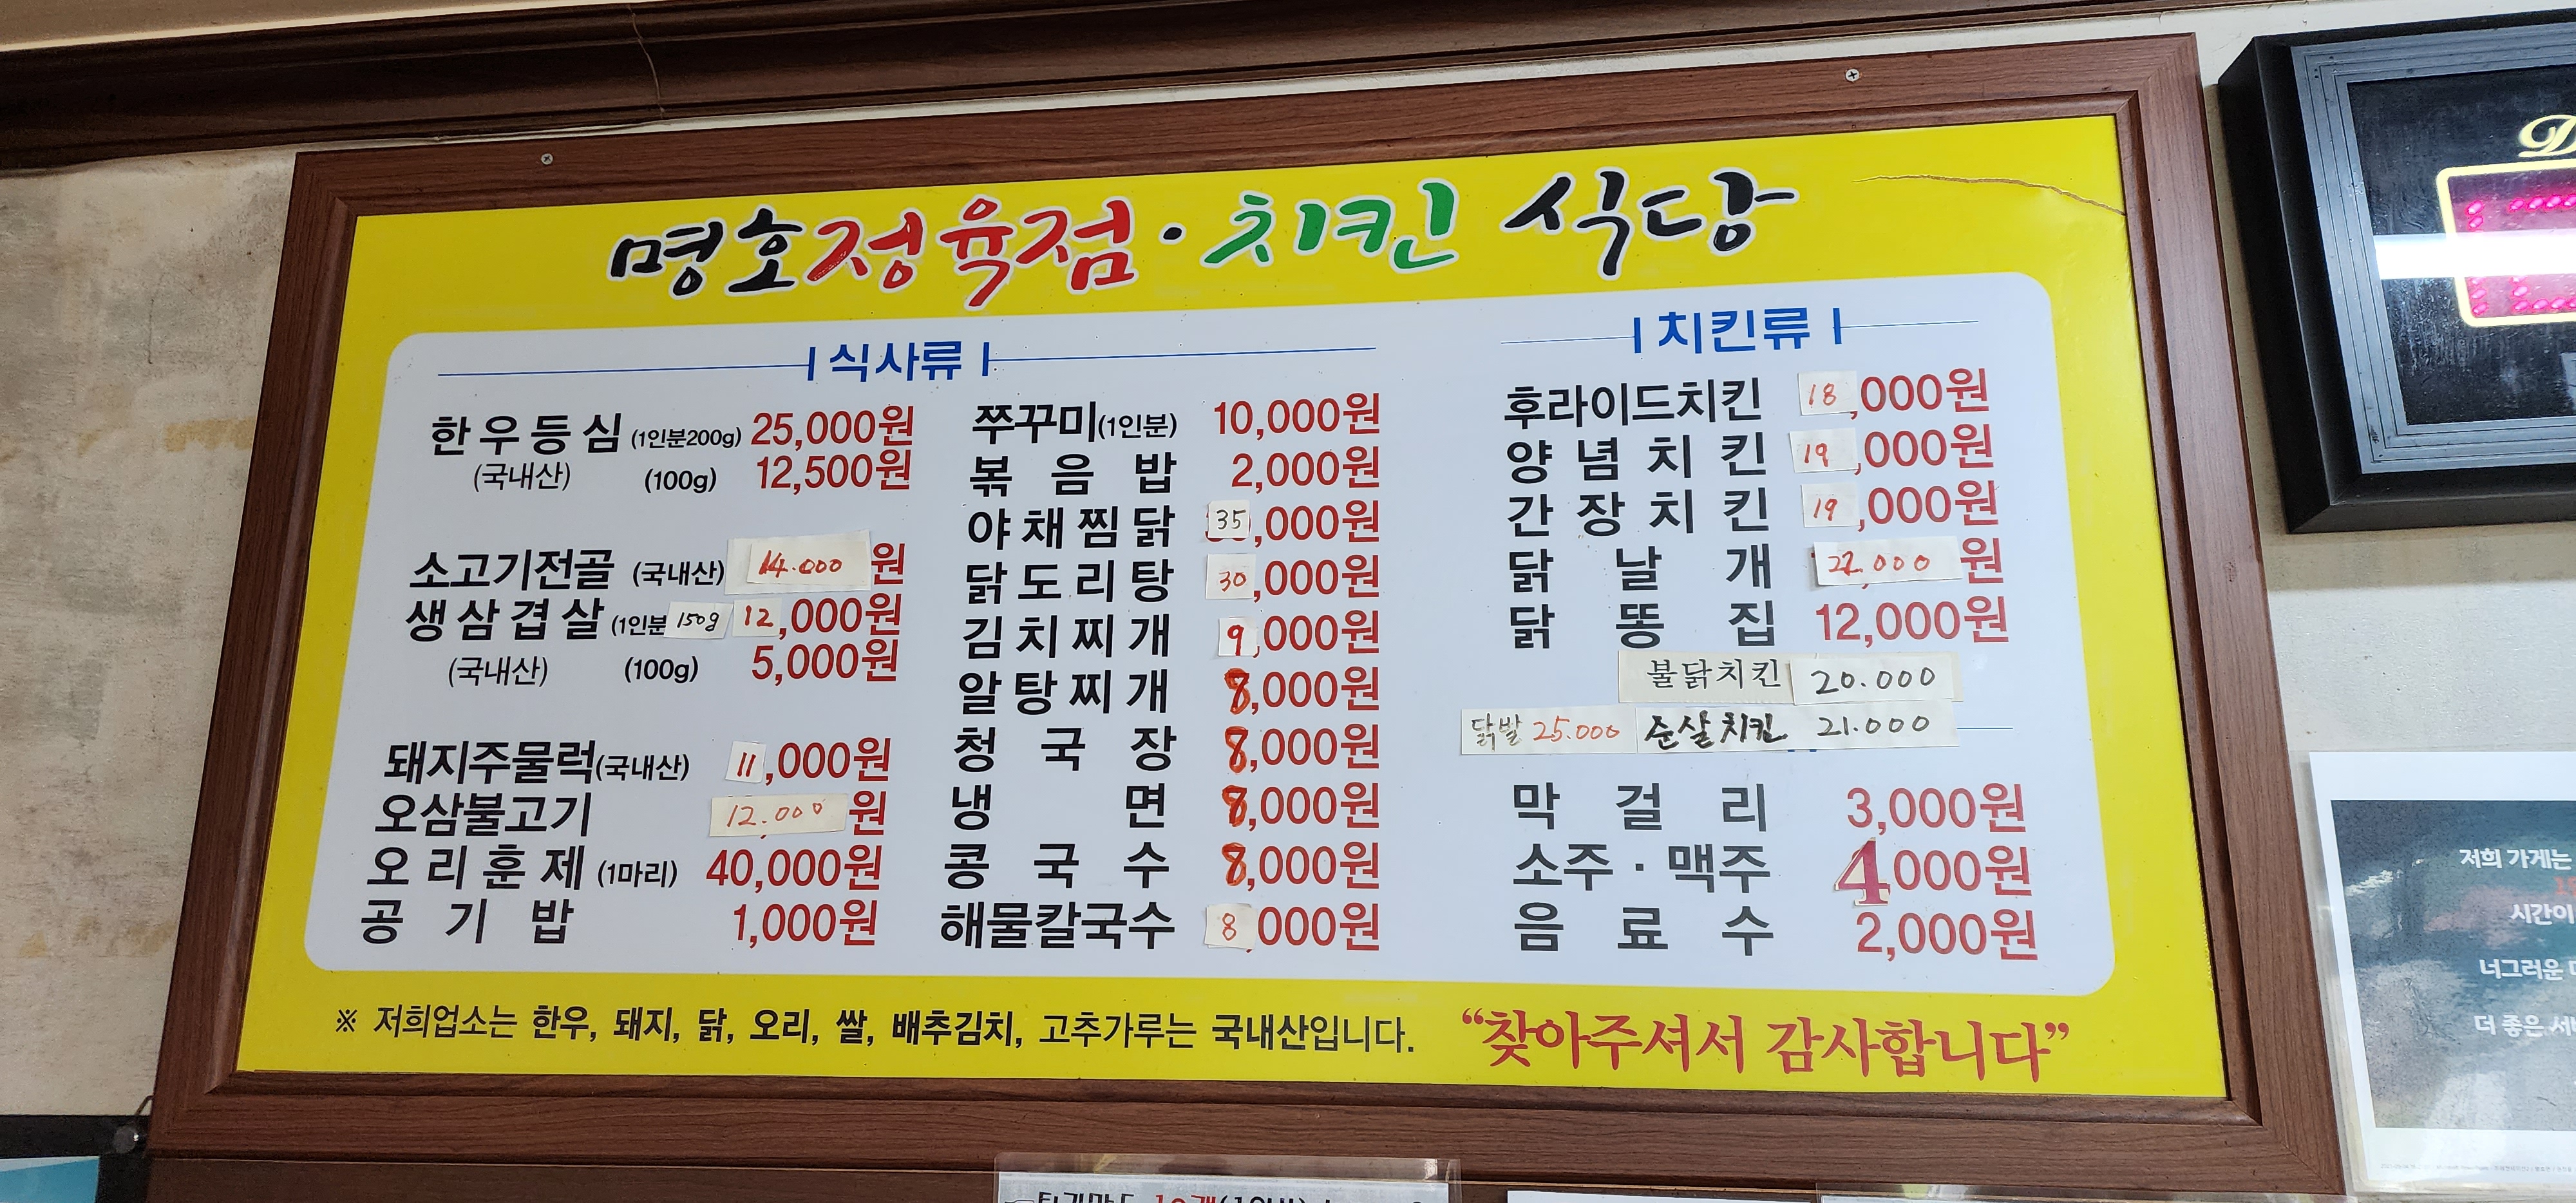 명호정육점·치킨 식당
식사류
한우등심 (1인분200g) 25,000원
(국내산) (100g) 12,500원
소고기전골 (국내산) 14.000 원
생삼겹살 (1인분 150g 12,000원
(국내산) (100g) 5,000원
돼지주물럭(국내산) 11,000원
오삼불고기 12.000 원
오리훈제 (1마리) 40,000원
공기밥 1,000원
쭈꾸미(1인분) 10,000원
볶음밥 2,000원
야채찜닭 35,000원
닭도리탕 30,000원
김치찌개 9,000원
알탕찌개 8,000원
청국장 8,000원
냉면 8,000원
콩국수 8,000원
해물칼국수 8,000원
치킨류
후라이드치킨 18,000원
양념치킨 19,000원
간장치킨 19,000원
닭날개 22.000 원
닭똥집 12,000원
불닭치킨 20.000
닭발 25.000 순살치킨 21.000
막걸리 3,000원
소주·맥주 4000원
음료수 2,000원
※ 저희업소는 한우, 돼지, 닭, 오리, 쌀, 배추김치, 고추가루는 국내산입니다.
“찾아주셔서 감사합니다”
저희 가게는
시간이
너그러운
더 좋은